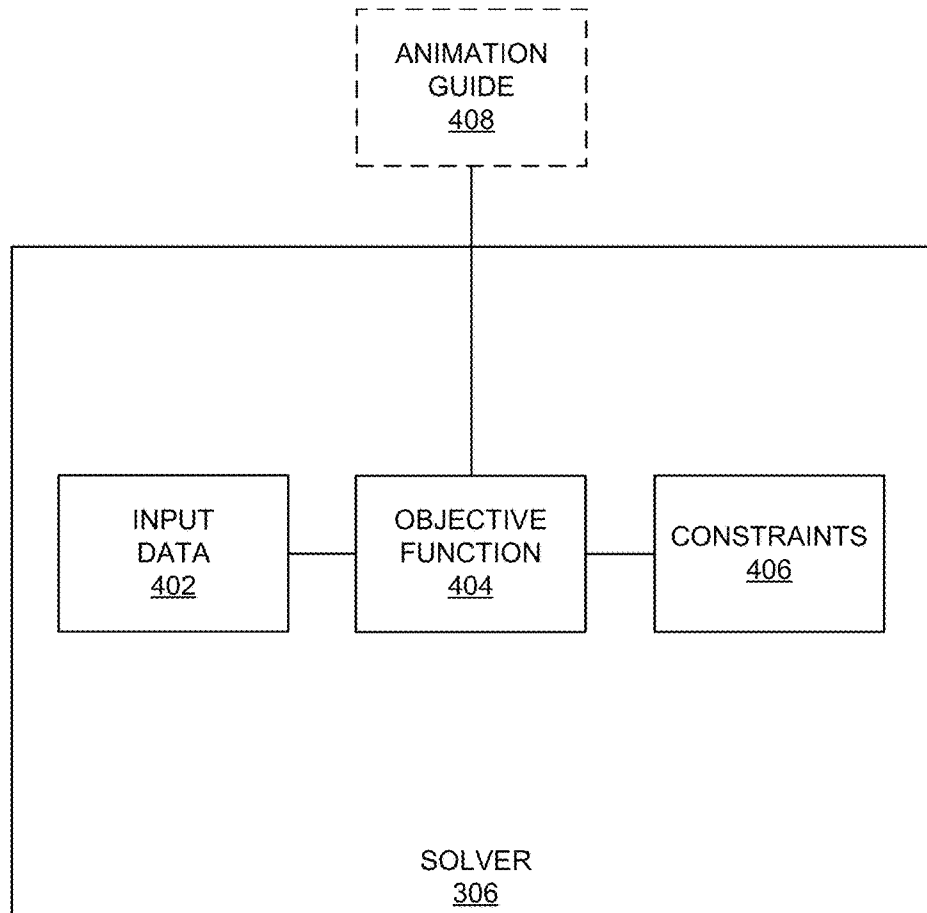 ANIMATION
GUIDE
408
INPUT
DATA
402
OBJECTIVE
FUNCTION
404
CONSTRAINTS
406
SOLVER
306